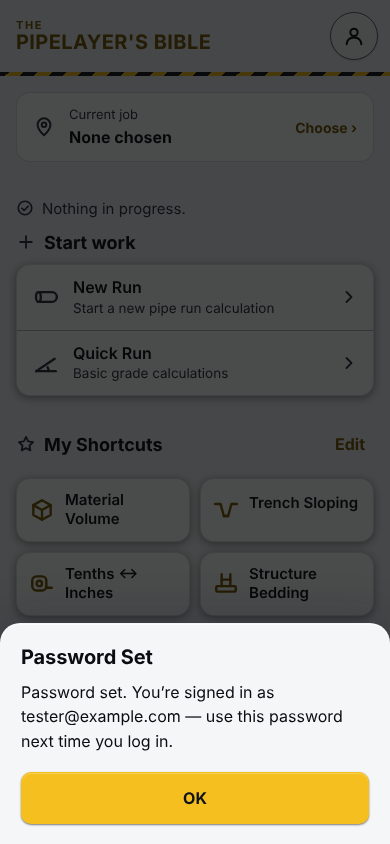 THE
PIPELAYER'S BIBLE
Current job
None chosen
Choose ›
Nothing in progress.
Start work
New Run
Start a new pipe run calculation
Quick Run
Basic grade calculations
My Shortcuts
Edit
Material
Volume
Trench Sloping
Tenths ↔
Inches
Structure
Bedding
Password Set
Password set. You’re signed in as
tester@example.com — use this password
next time you log in.
OK